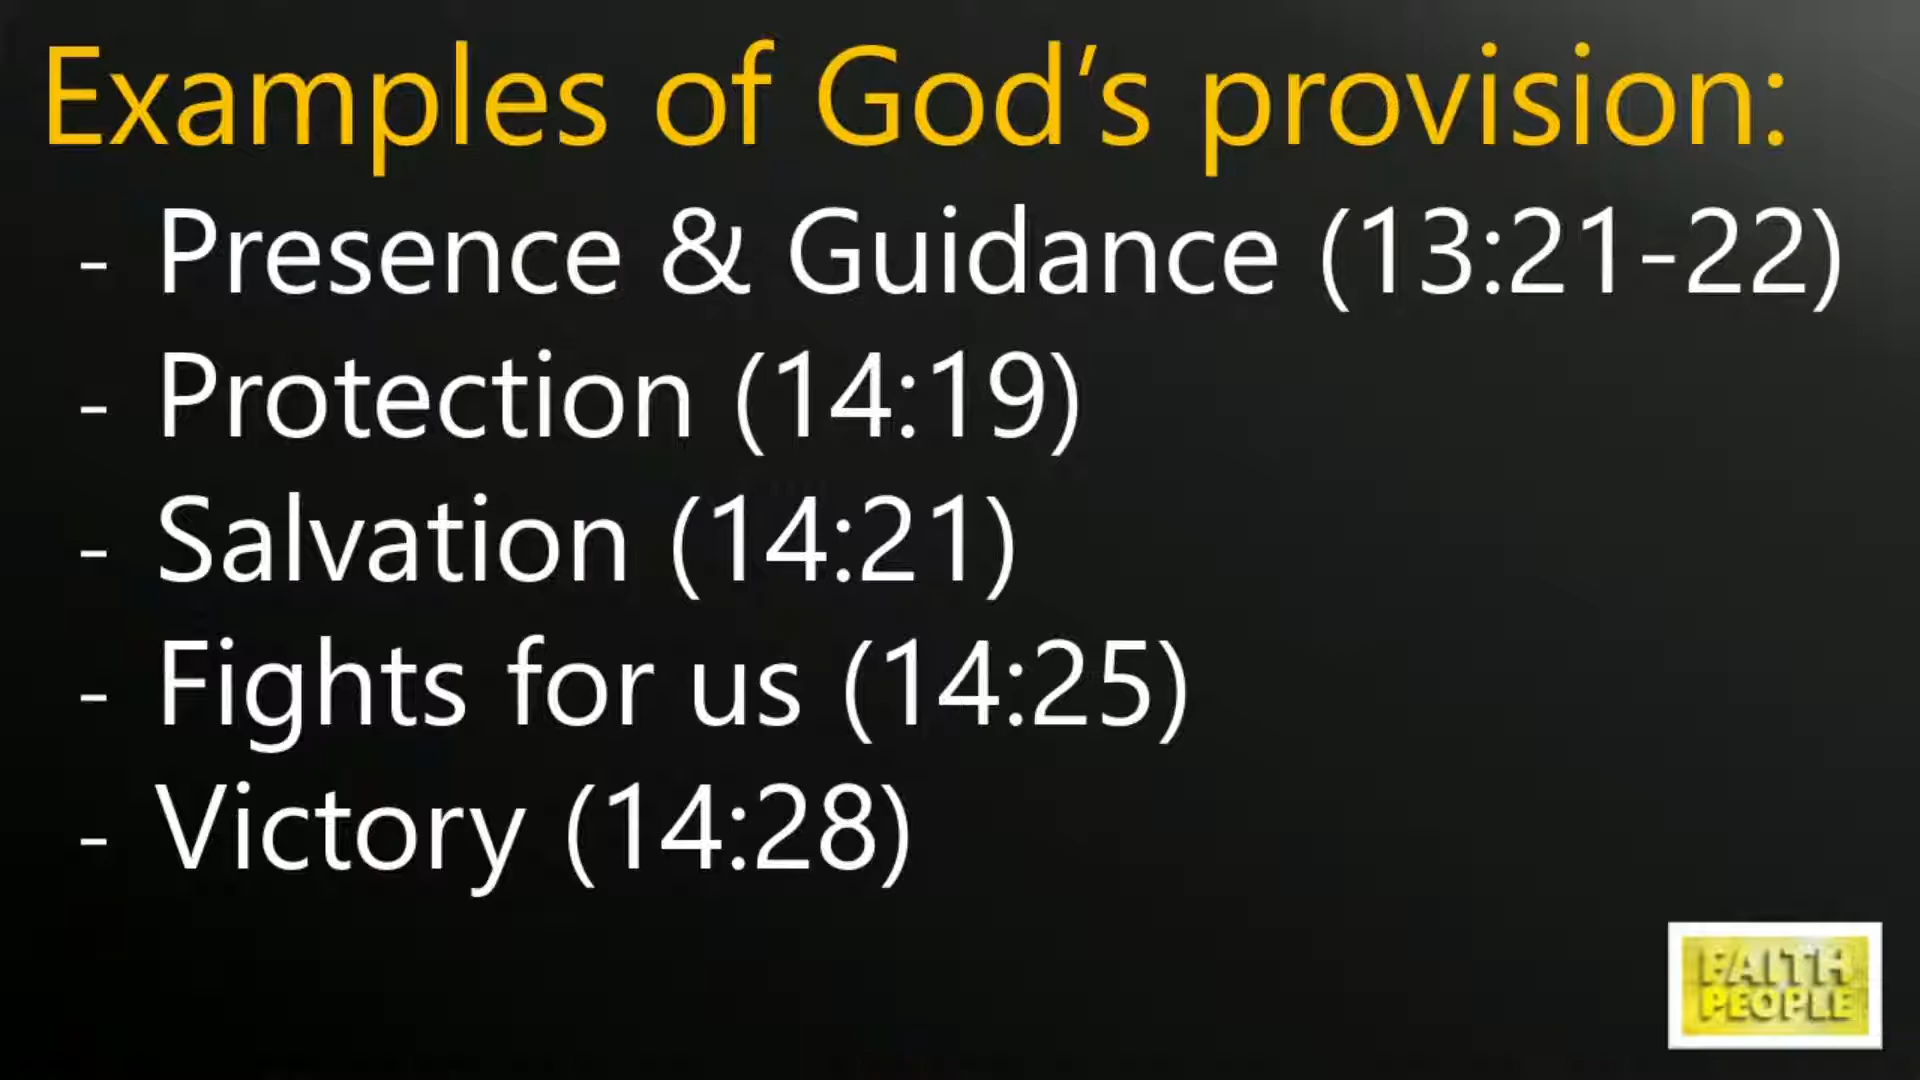 Examples of God’s provision:
- Presence & Guidance (13:21-22)
- Protection (14:19)
- Salvation (14:21)
- Fights for us (14:25)
- Victory (14:28)
FAITH
PEOPLE